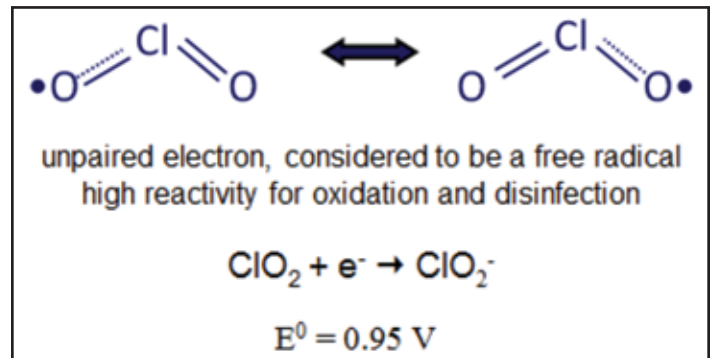 •O Cl O O Cl O•
unpaired electron, considered to be a free radical
high reactivity for oxidation and disinfection
ClO₂ + e⁻ → ClO₂⁻
E⁰ = 0.95 V